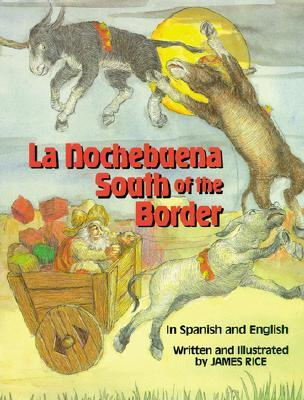 La Nochebuena
South of the
Border
In Spanish and English
Written and Illustrated
by JAMES RICE